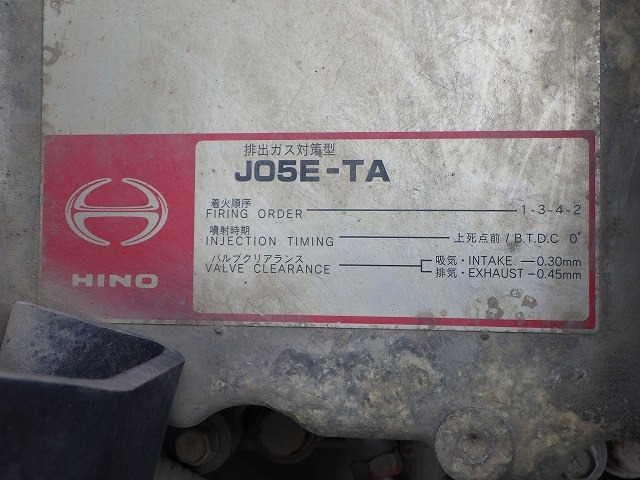 排出ガス対策型
J05E-TA
着火順序
FIRING ORDER 1-3-4-2
噴射時期
INJECTION TIMING 上死点前 / B.T.D.C 0°
バルブクリアランス
VALVE CLEARANCE
吸気・INTAKE 0.30mm
排気・EXHAUST 0.45mm
HINO